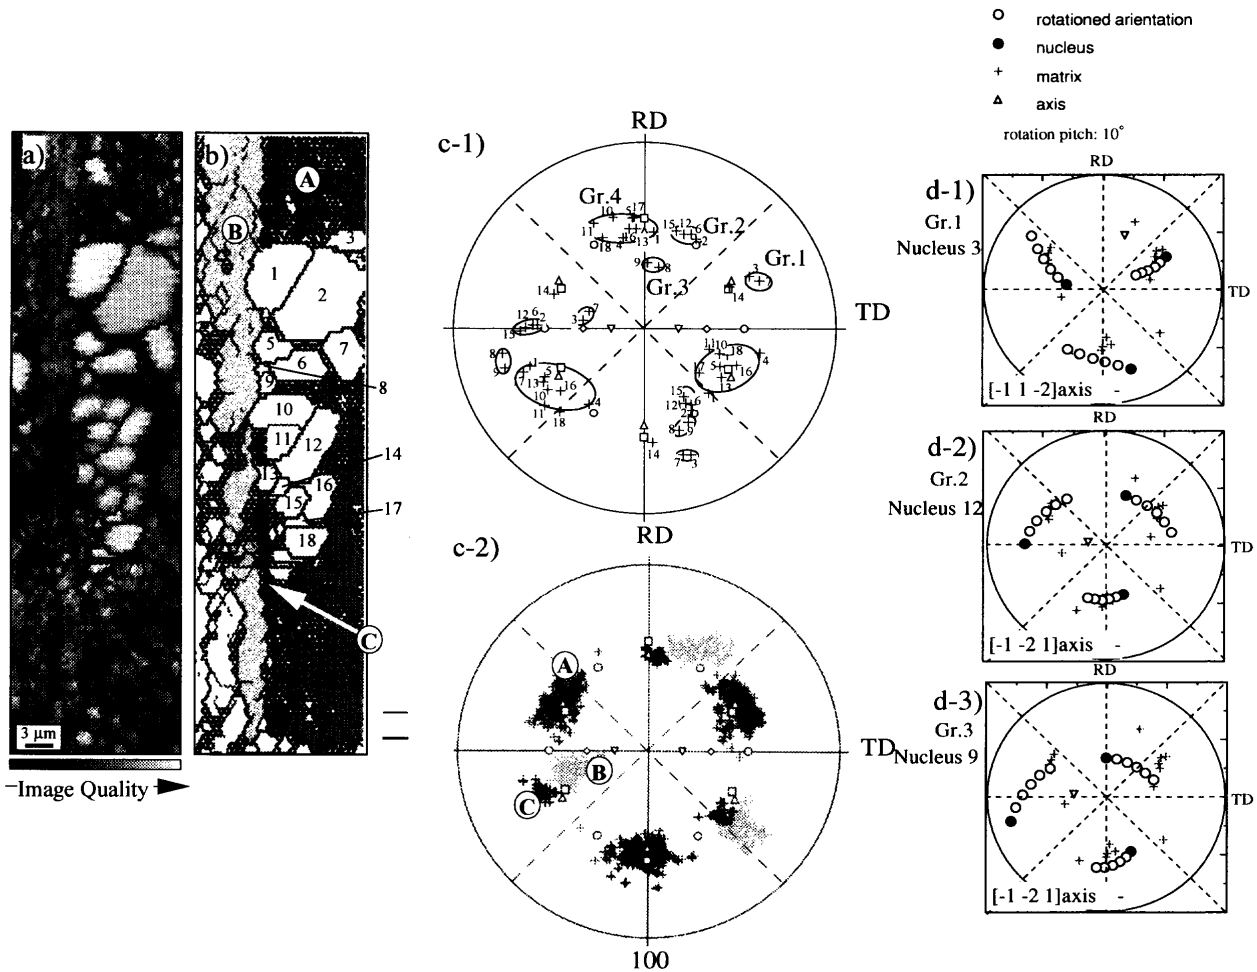 rotationed arientation
nucleus
matrix
axis
rotation pitch: 10°
a)
3 μm
Image Quality
b)
A
B
3
1
2
5
6
7
9
8
10
11
12
14
13
16
15
17
18
C
c-1)
RD
TD
Gr.4
Gr.2
Gr.1
Gr.3
RD
c-2)
A
B
C
TD
100
d-1)
RD
Gr.1
Nucleus 3
TD
[-1 1 -2]axis
d-2)
RD
Gr.2
Nucleus 12
TD
[-1 -2 1]axis -
d-3)
RD
Gr.3
Nucleus 9
TD
[-1 -2 1]axis -